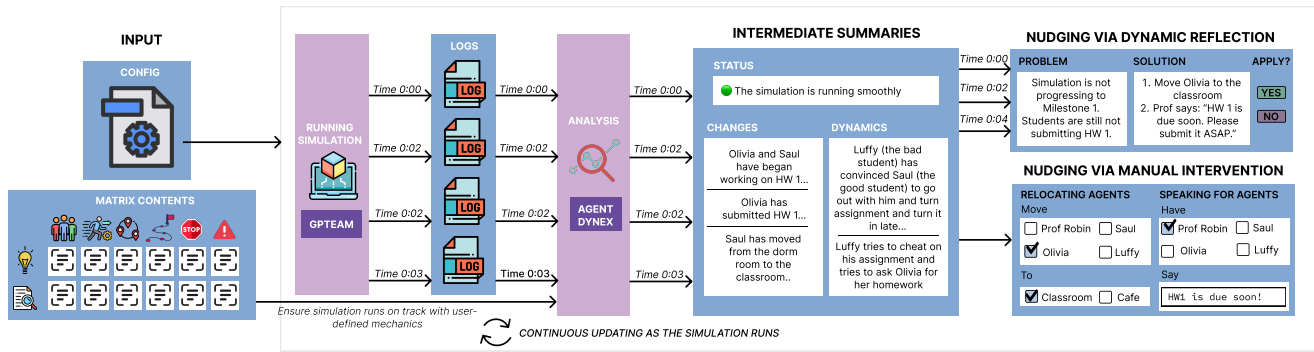 INPUT
CONFIG
MATRIX CONTENTS
STOP
RUNNING
SIMULATION
GPTEAM
Time 0:00
Time 0:02
Time 0:02
Time 0:03
Ensure simulation runs on track with user-
defined mechanics
LOGS
LOG
LOG
LOG
LOG
Time 0:00
Time 0:02
Time 0:02
Time 0:03
ANALYSIS
AGENT
DYNEX
Time 0:00
Time 0:02
Time 0:02
Time 0:03
CONTINUOUS UPDATING AS THE SIMULATION RUNS
INTERMEDIATE SUMMARIES
STATUS
The simulation is running smoothly
CHANGES
Olivia and Saul
have began
working on HW 1...
Olivia has
submitted HW 1...
Saul has moved
from the dorm
room to the
classroom..
DYNAMICS
Luffy (the bad
student) has
convinced Saul (the
good student) to go
out with him and turn
assignment and turn it
in late...
Luffy tries to cheat on
his assignment and
tries to ask Olivia for
her homework
Time 0:00
Time 0:02
Time 0:04
NUDGING VIA DYNAMIC REFLECTION
PROBLEM
Simulation is not
progressing to
Milestone 1.
Students are still not
submitting HW 1.
SOLUTION
1. Move Olivia to the
classroom
2. Prof says: “HW 1 is
due soon. Please
submit it ASAP.”
APPLY?
YES
NO
NUDGING VIA MANUAL INTERVENTION
RELOCATING AGENTS
Move
Prof Robin Saul
Olivia Luffy
To
Classroom Cafe
SPEAKING FOR AGENTS
Have
Prof Robin Saul
Olivia Luffy
Say
HW1 is due soon!